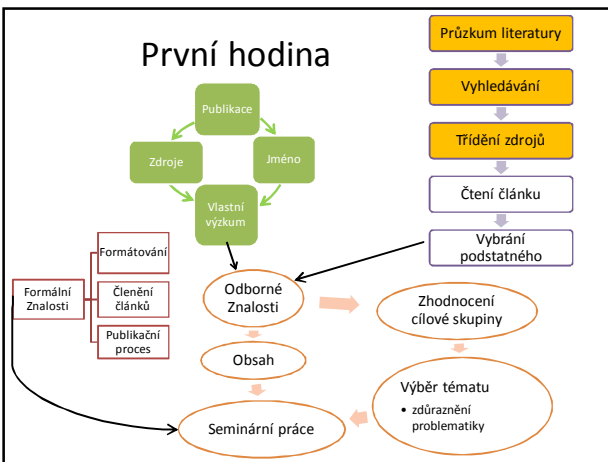 První hodina
Publikace
Zdroje
Jméno
Vlastní
výzkum
Průzkum literatury
Vyhledávání
Třídění zdrojů
Čtení článku
Vybrání
podstatného
Formální
Znalosti
Formátování
Členění
článků
Publikační
proces
Odborné
Znalosti
Obsah
Seminární práce
Zhodnocení
cílové skupiny
Výběr tématu
• zdůraznění
problematiky